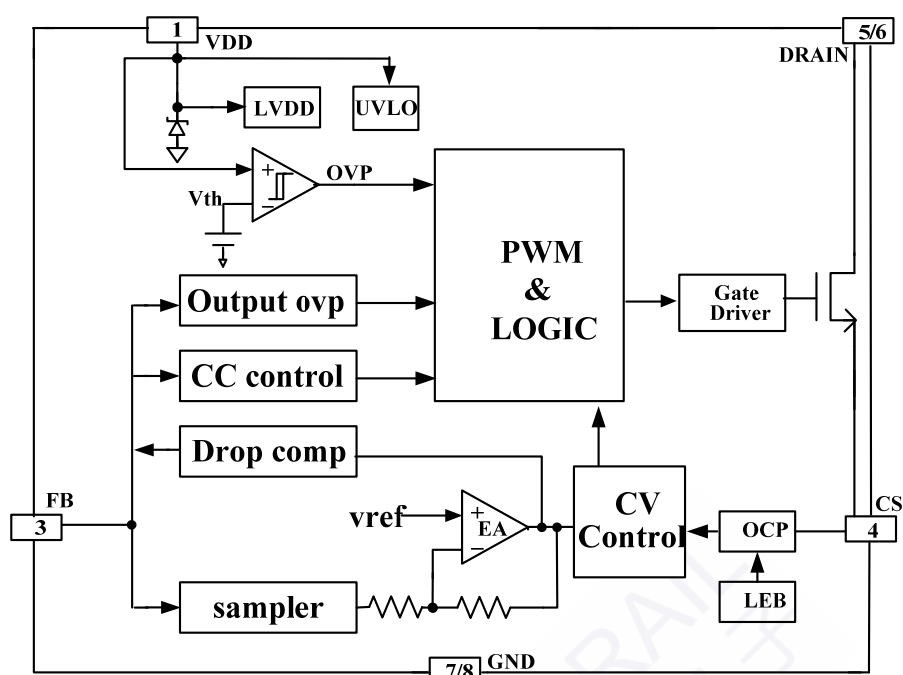 1
VDD
5/6
DRAIN
LVDD
UVLO
+
OVP
Vth
−
PWM
&
LOGIC
Output ovp
Gate
Driver
CC control
Drop comp
FB
3
vref
+
EA
−
CV
Control
OCP
CS
4
sampler
LEB
7/8
GND